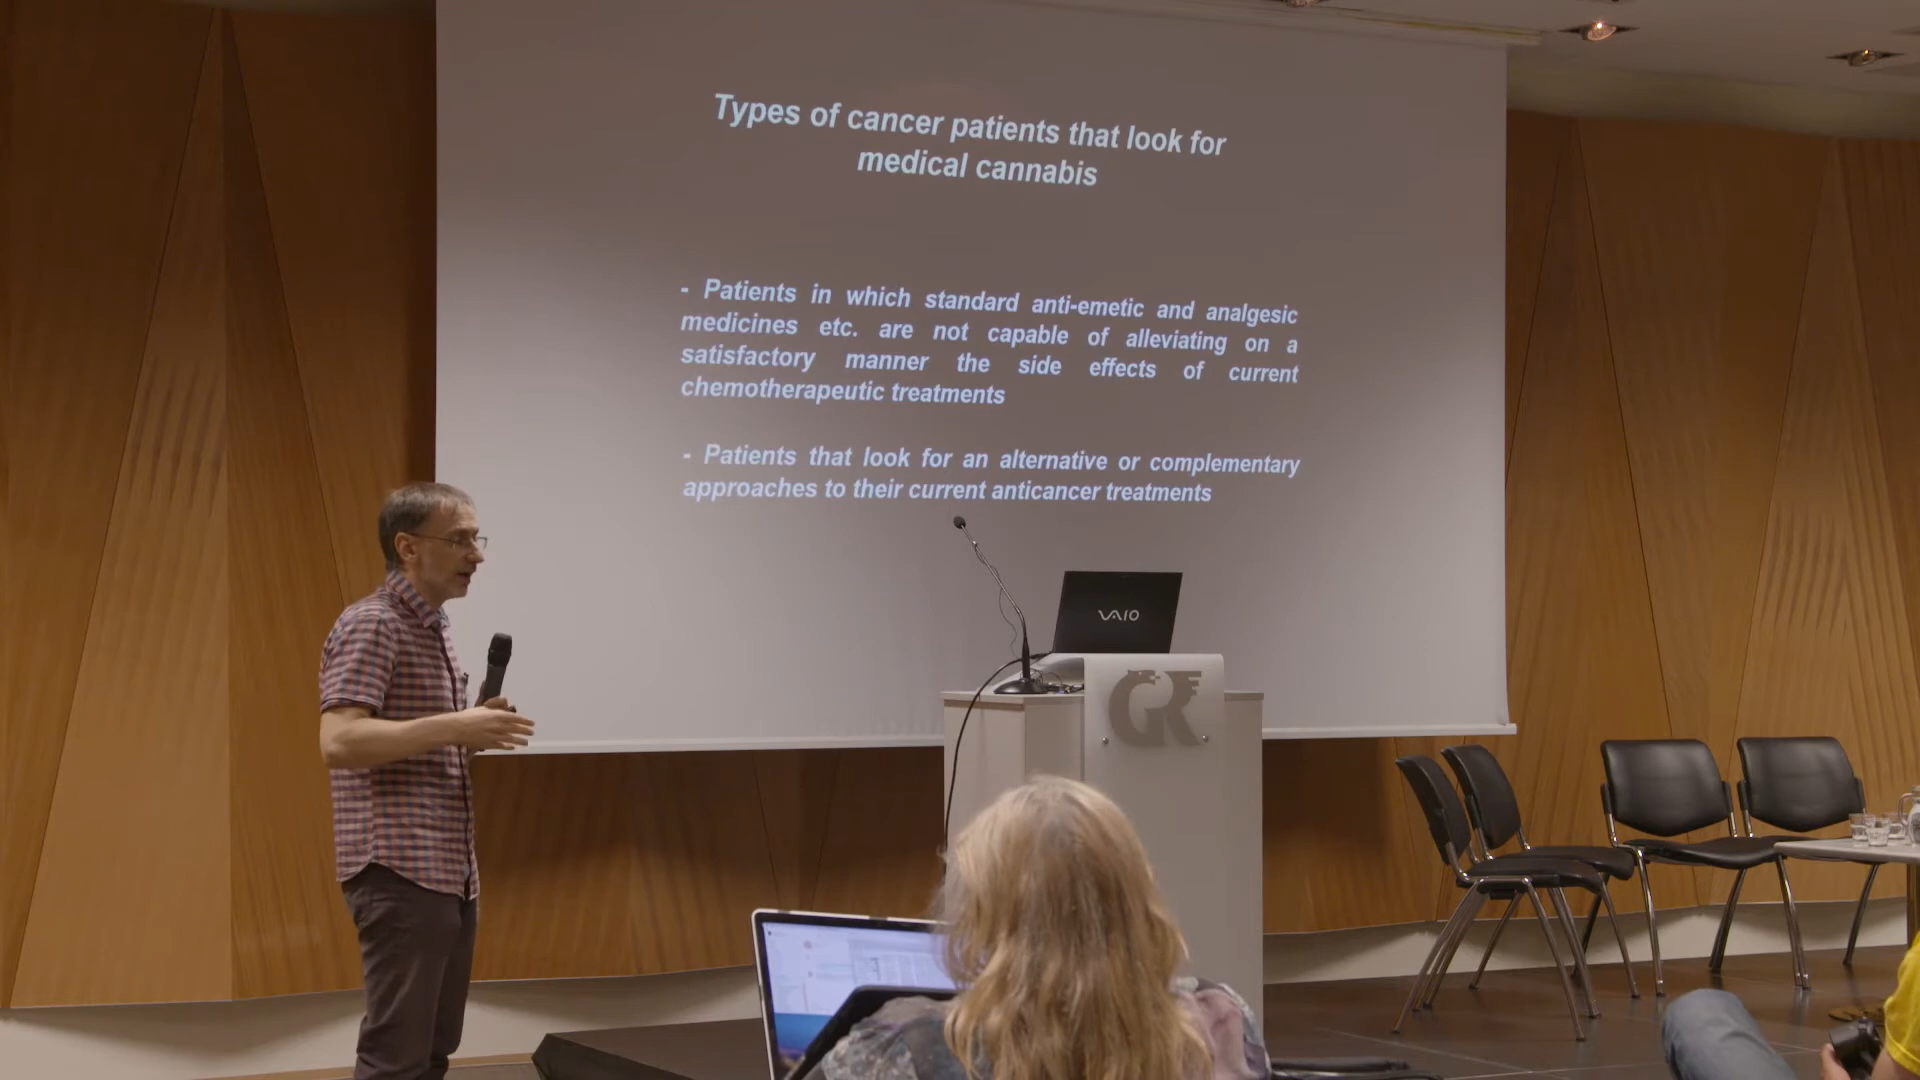 Types of cancer patients that look for
medical cannabis
- Patients in which standard anti-emetic and analgesic
medicines etc. are not capable of alleviating on a
satisfactory manner the side effects of current
chemotherapeutic treatments
- Patients that look for an alternative or complementary
approaches to their current anticancer treatments
VAIO
GR